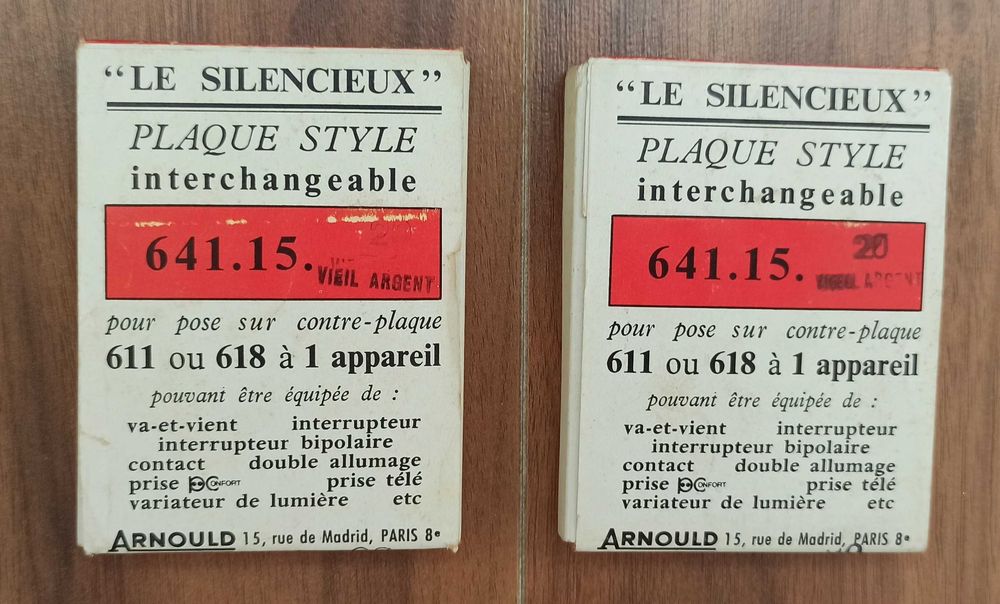 “LE SILENCIEUX”
PLAQUE STYLE
interchangeable
641.15.
VIEIL ARGENT
pour pose sur contre-plaque
611 ou 618 à 1 appareil
pouvant être équipée de :
va-et-vient interrupteur
interrupteur bipolaire
contact double allumage
prise CONFORT prise télé
variateur de lumière etc
ARNOULD 15, rue de Madrid, PARIS 8e
“LE SILENCIEUX”
PLAQUE STYLE
interchangeable
641.15. 20
ARGENT
pour pose sur contre-plaque
611 ou 618 à 1 appareil
pouvant être équipée de :
va-et-vient interrupteur
interrupteur bipolaire
contact double allumage
prise CONFORT prise télé
variateur de lumière etc
ARNOULD 15, rue de Madrid, PARIS 8e